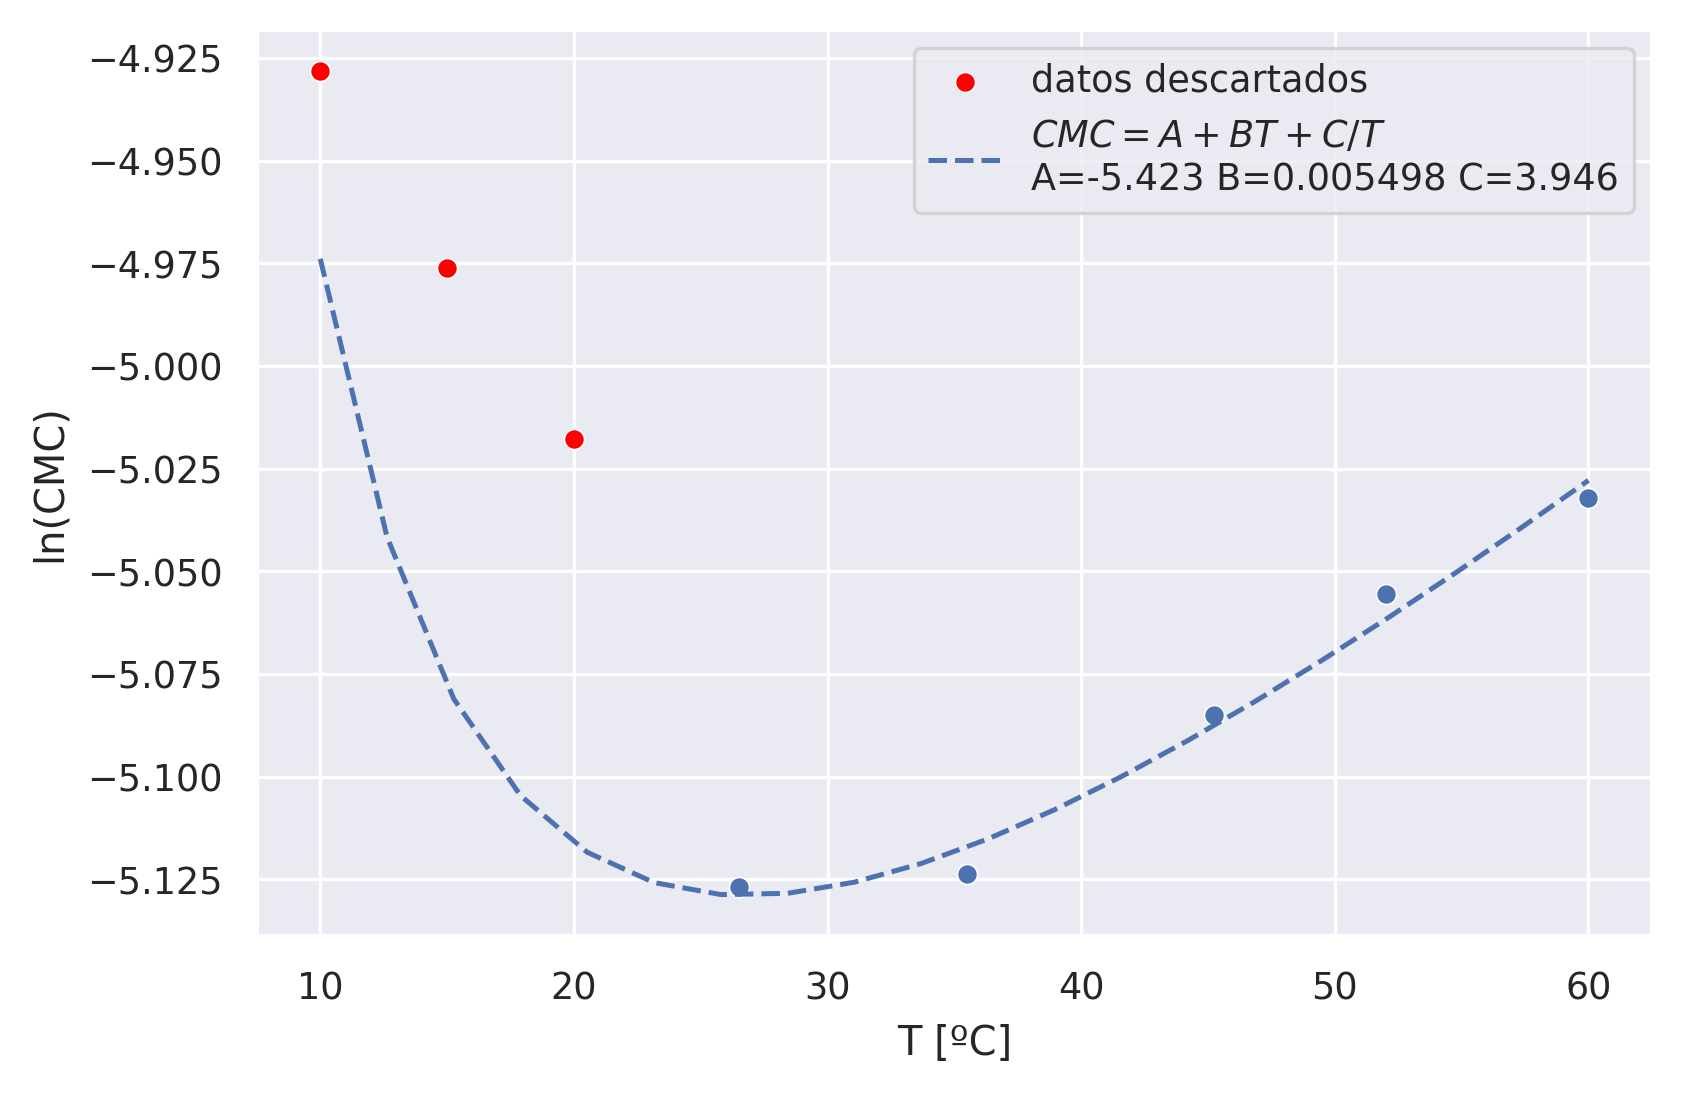 −4.925
−4.950
−4.975
−5.000
−5.025
−5.050
−5.075
−5.100
−5.125
ln(CMC)
datos descartados
CMC = A + BT + C/T
A=-5.423 B=0.005498 C=3.946
10 20 30 40 50 60
T [ºC]